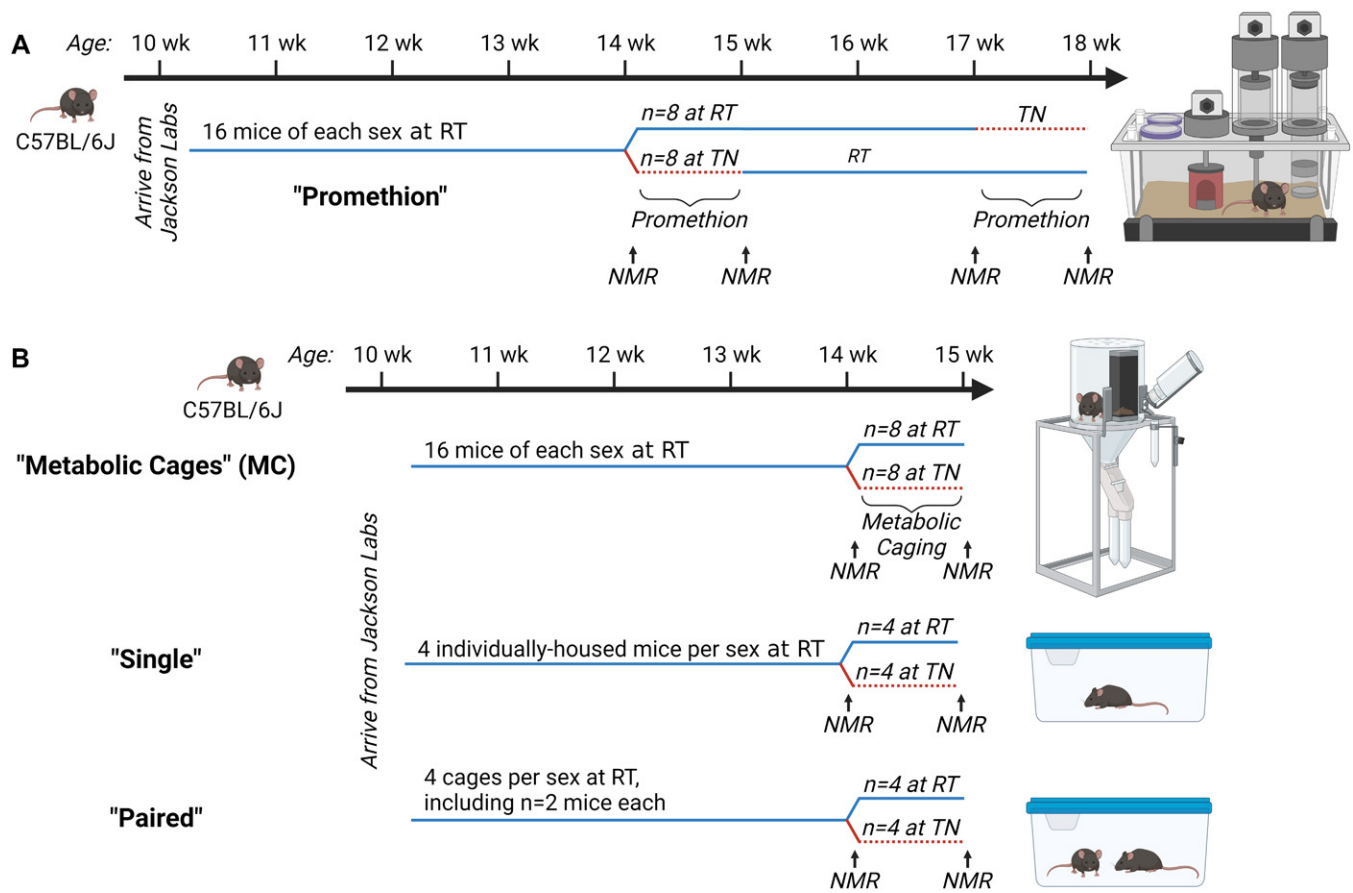 A
Age: 10 wk 11 wk 12 wk 13 wk 14 wk 15 wk 16 wk 17 wk 18 wk
C57BL/6J
Arrive from
Jackson Labs
16 mice of each sex at RT
n=8 at RT
TN
n=8 at TN
RT
"Promethion"
Promethion
Promethion
NMR NMR NMR NMR
B
Age: 10 wk 11 wk 12 wk 13 wk 14 wk 15 wk
C57BL/6J
"Metabolic Cages" (MC)
16 mice of each sex at RT
n=8 at RT
n=8 at TN
Metabolic
Caging
NMR NMR
Arrive from Jackson Labs
"Single"
4 individually-housed mice per sex at RT
n=4 at RT
n=4 at TN
NMR NMR
"Paired"
4 cages per sex at RT,
including n=2 mice each
n=4 at RT
n=4 at TN
NMR NMR